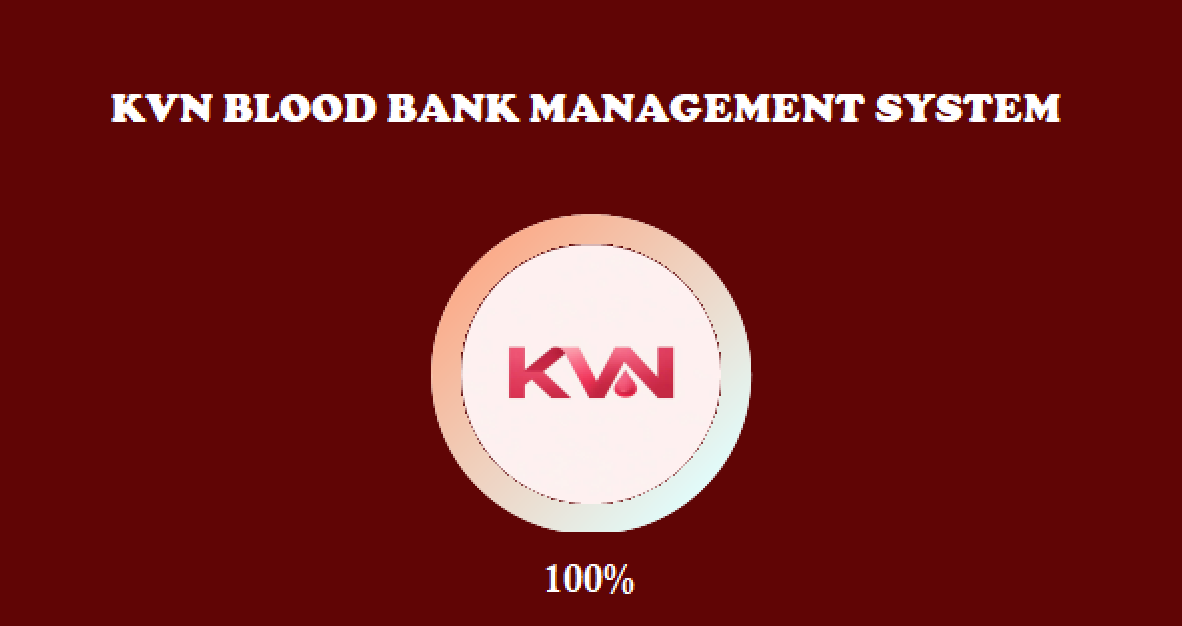 KVN BLOOD BANK MANAGEMENT SYSTEM
KVN
100%